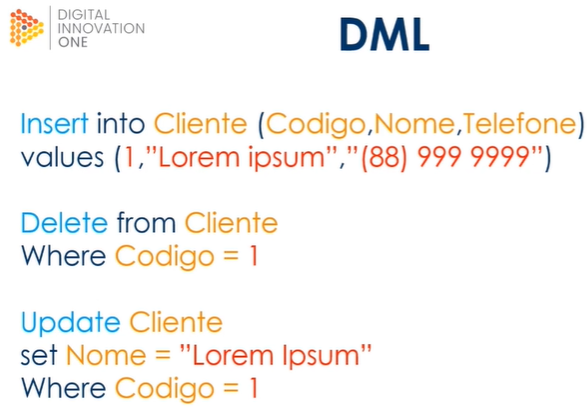 DIGITAL
INNOVATION
ONE
DML
Insert into Cliente (Codigo,Nome,Telefone)
values (1,”Lorem ipsum”,”(88) 999 9999”)
Delete from Cliente
Where Codigo = 1
Update Cliente
set Nome = ”Lorem Ipsum”
Where Codigo = 1